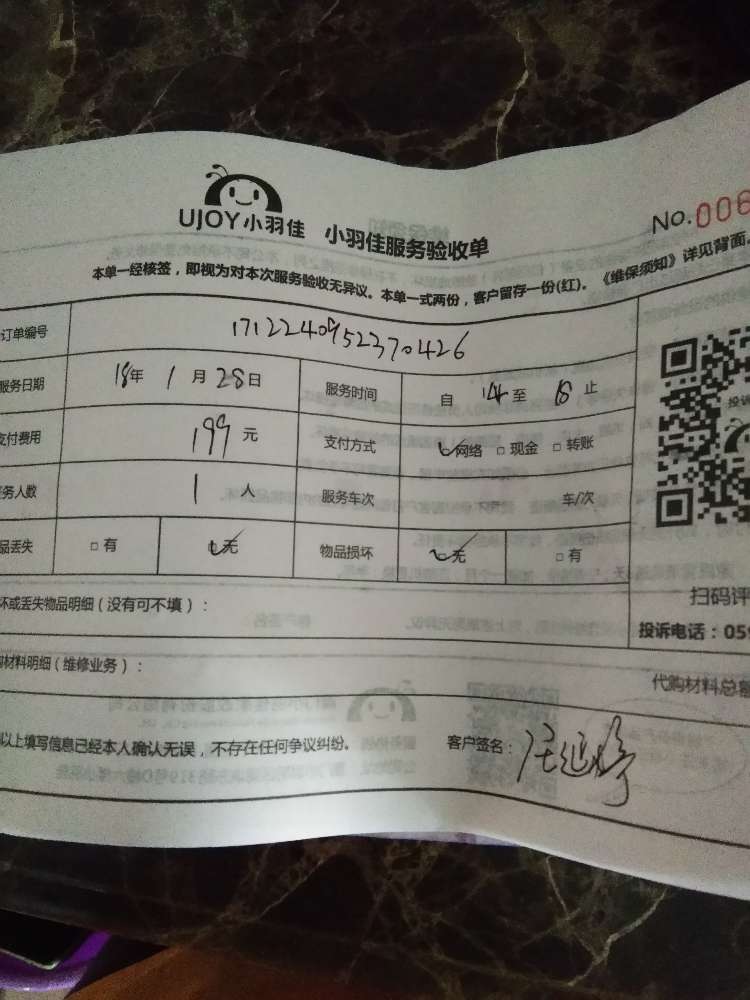 UJOY小羽佳 小羽佳服务验收单
No.006
本单一经核签，即视为对本次服务验收无异议。本单一式两份，客户留存一份(红)。《维保须知》详见背面。
订单编号 1712240952370426
服务日期 18年 1月 28日 服务时间 自 14 至 18 止
支付费用 199 元 支付方式 网络 □ 现金 □ 转账
务人数 1 人 服务车次 车/次
品丢失 □ 有 无 物品损坏 无 □ 有
坏或丢失物品明细（没有可不填）：
扫码评
投诉电话：059
购材料明细（维修业务）：
代购材料总额
以上填写信息已经本人确认无误，不存在任何争议纠纷。 客户签名：
投诉